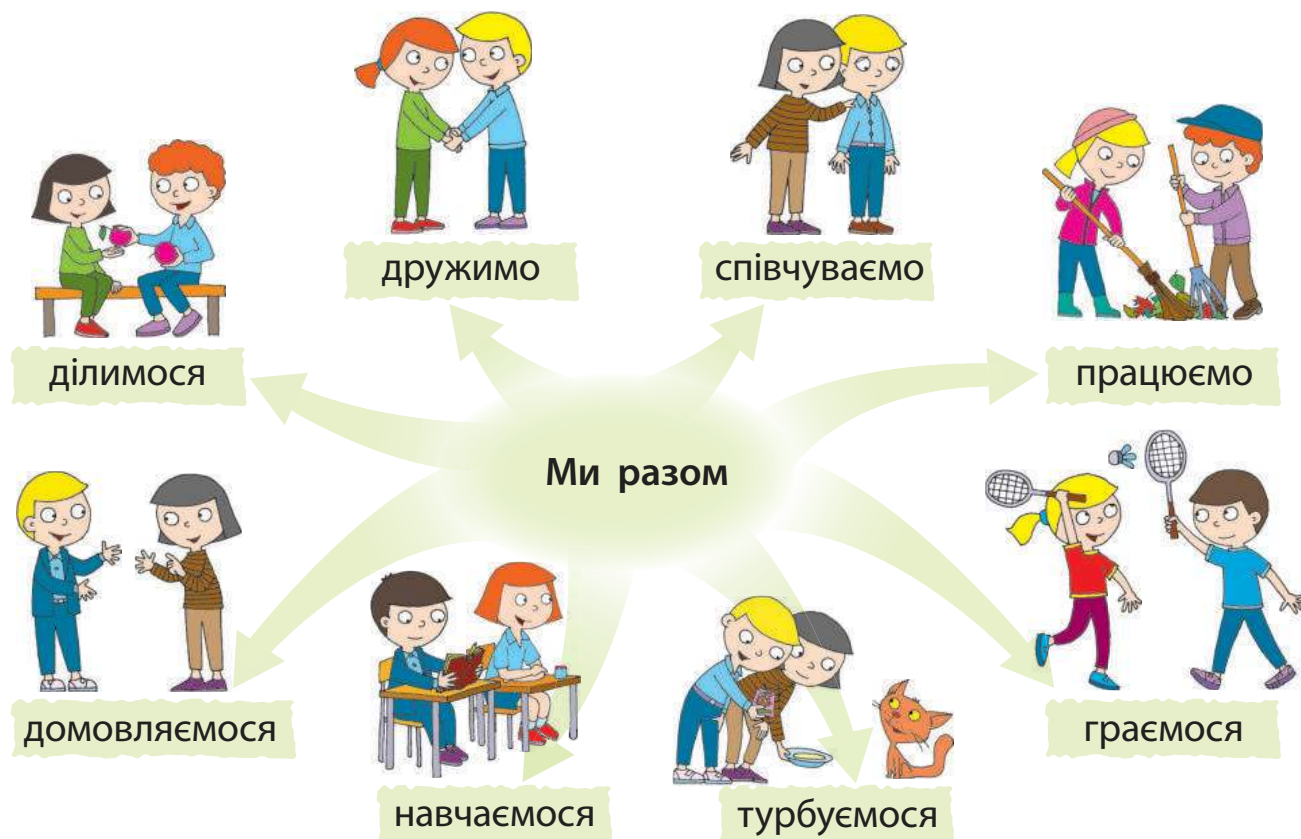 дружимо
співчуваємо
ділимося
працюємо
Ми разом
домовляємося
граємося
навчаємося
турбуємося